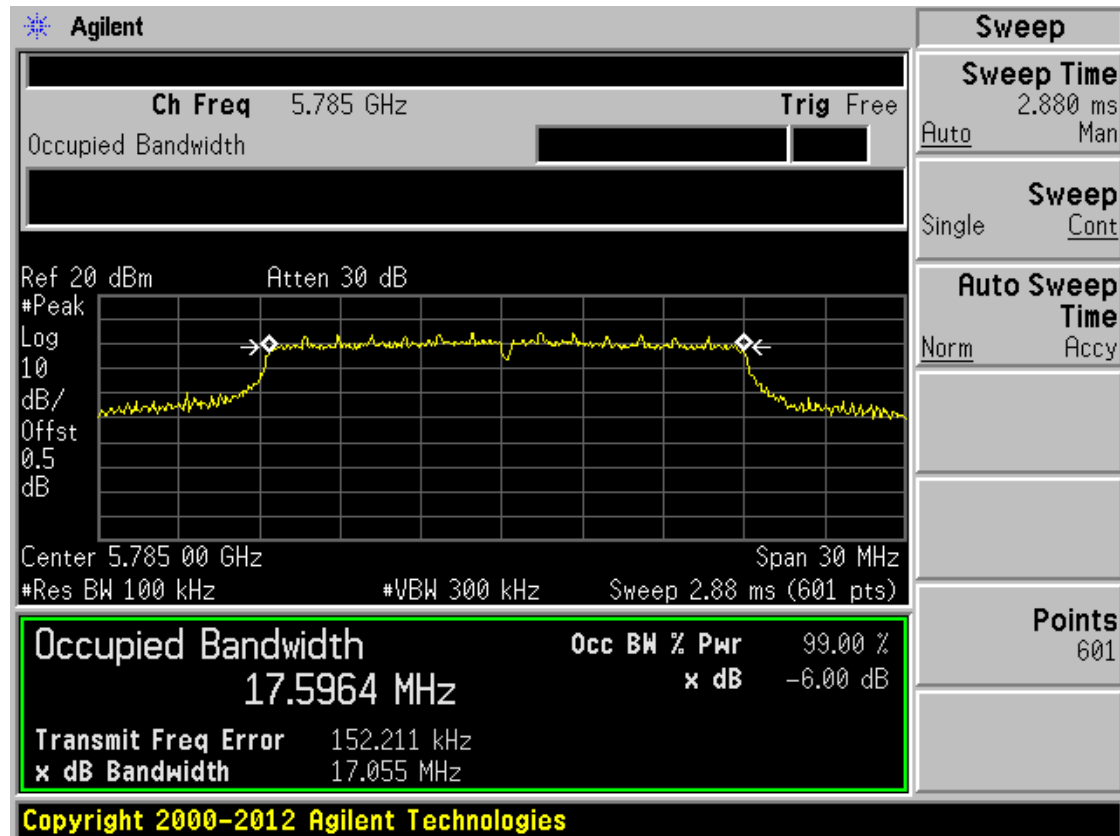 Agilent
Sweep
Ch Freq 5.785 GHz Trig Free
Occupied Bandwidth
Sweep Time
2.880 ms
Auto Man
Sweep
Single Cont
Auto Sweep
Time
Norm Accy
Points
601
Ref 20 dBm Atten 30 dB
#Peak
Log
10
dB/
Offst
0.5
dB
Center 5.785 00 GHz Span 30 MHz
#Res BW 100 kHz #VBW 300 kHz Sweep 2.88 ms (601 pts)
Occupied Bandwidth Occ BW % Pwr 99.00 %
17.5964 MHz x dB -6.00 dB
Transmit Freq Error 152.211 kHz
x dB Bandwidth 17.055 MHz
Copyright 2000-2012 Agilent Technologies